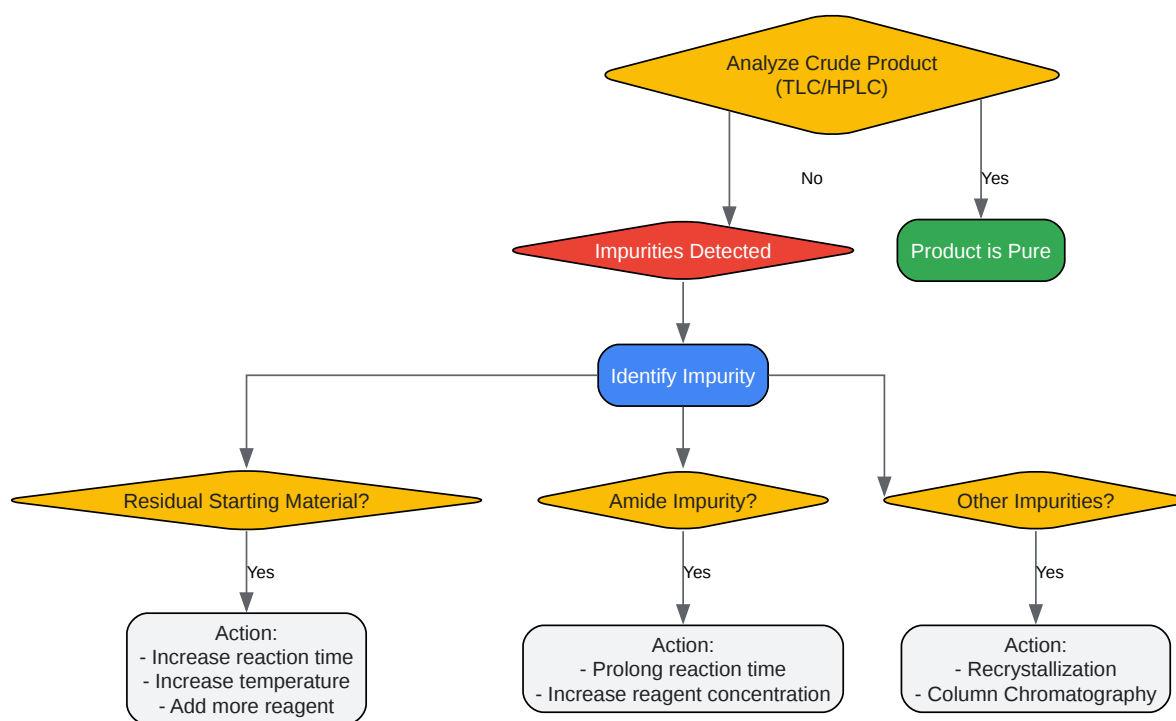 Analyze Crude Product
(TLC/HPLC)
No
Yes
Impurities Detected
Product is Pure
Identify Impurity
Residual Starting Material?
Amide Impurity?
Other Impurities?
Yes
Yes
Yes
Action:
- Increase reaction time
- Increase temperature
- Add more reagent
Action:
- Prolong reaction time
- Increase reagent concentration
Action:
- Recrystallization
- Column Chromatography